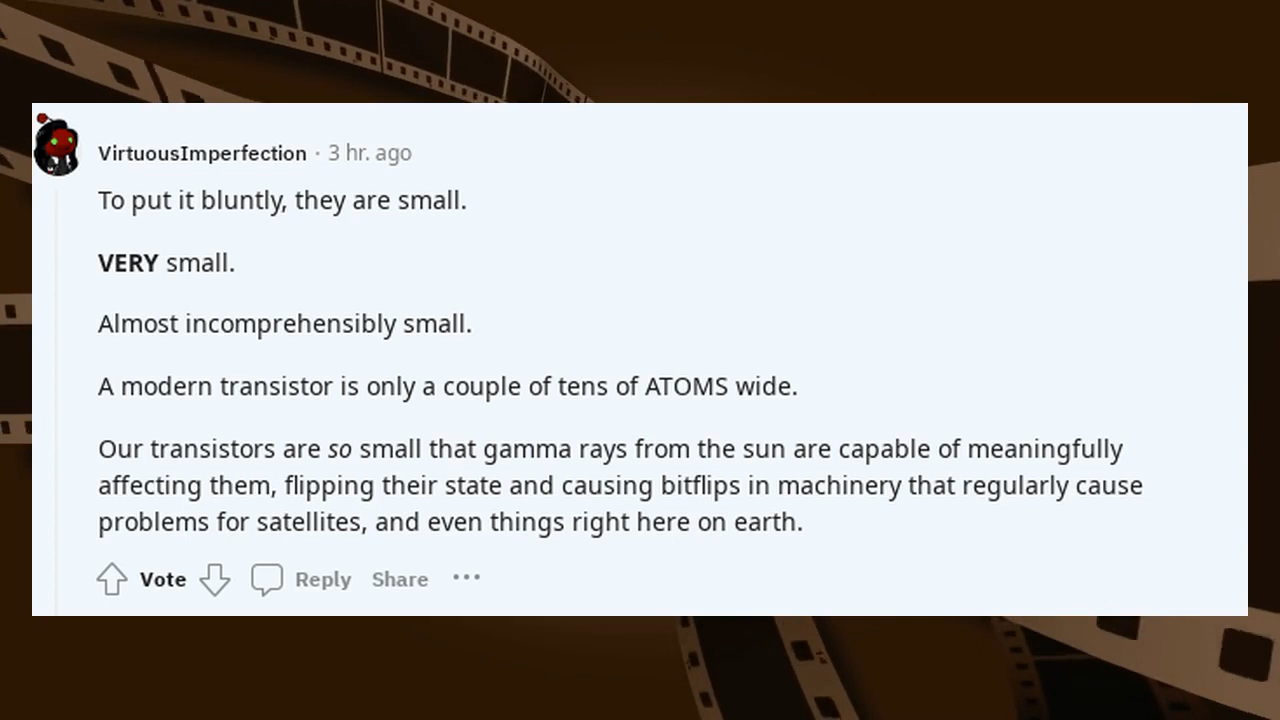 VirtuousImperfection · 3 hr. ago
To put it bluntly, they are small.
VERY small.
Almost incomprehensibly small.
A modern transistor is only a couple of tens of ATOMS wide.
Our transistors are so small that gamma rays from the sun are capable of meaningfully
affecting them, flipping their state and causing bitflips in machinery that regularly cause
problems for satellites, and even things right here on earth.
Vote Reply Share